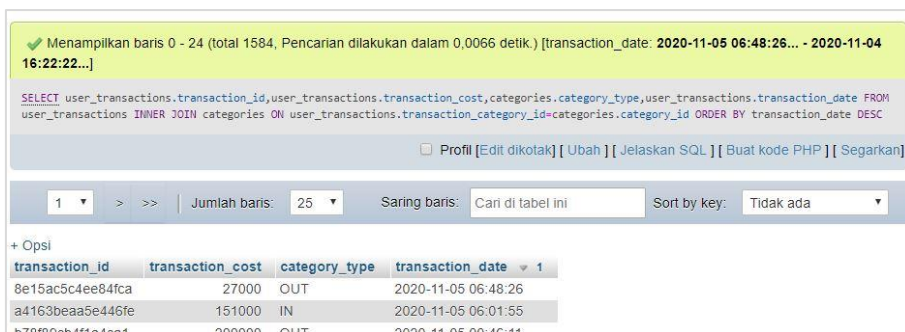 Menampilkan baris 0 - 24 (total 1584, Pencarian dilakukan dalam 0,0066 detik.) [transaction_date: 2020-11-05 06:48:26... - 2020-11-04
16:22:22...]
SELECT user_transactions.transaction_id,user_transactions.transaction_cost,categories.category_type,user_transactions.transaction_date FROM
user_transactions INNER JOIN categories ON user_transactions.transaction_category_id=categories.category_id ORDER BY transaction_date DESC
Profil [Edit dikotak] [ Ubah ] [ Jelaskan SQL ] [ Buat kode PHP ] [ Segarkan]
1 > >> Jumlah baris: 25 Saring baris: Cari di tabel ini Sort by key: Tidak ada
+ Opsi
transaction_id transaction_cost category_type transaction_date 1
8e15ac5c4ee84fca 27000 OUT 2020-11-05 06:48:26
a4163beaa5e446fe 151000 IN 2020-11-05 06:01:55
OUT